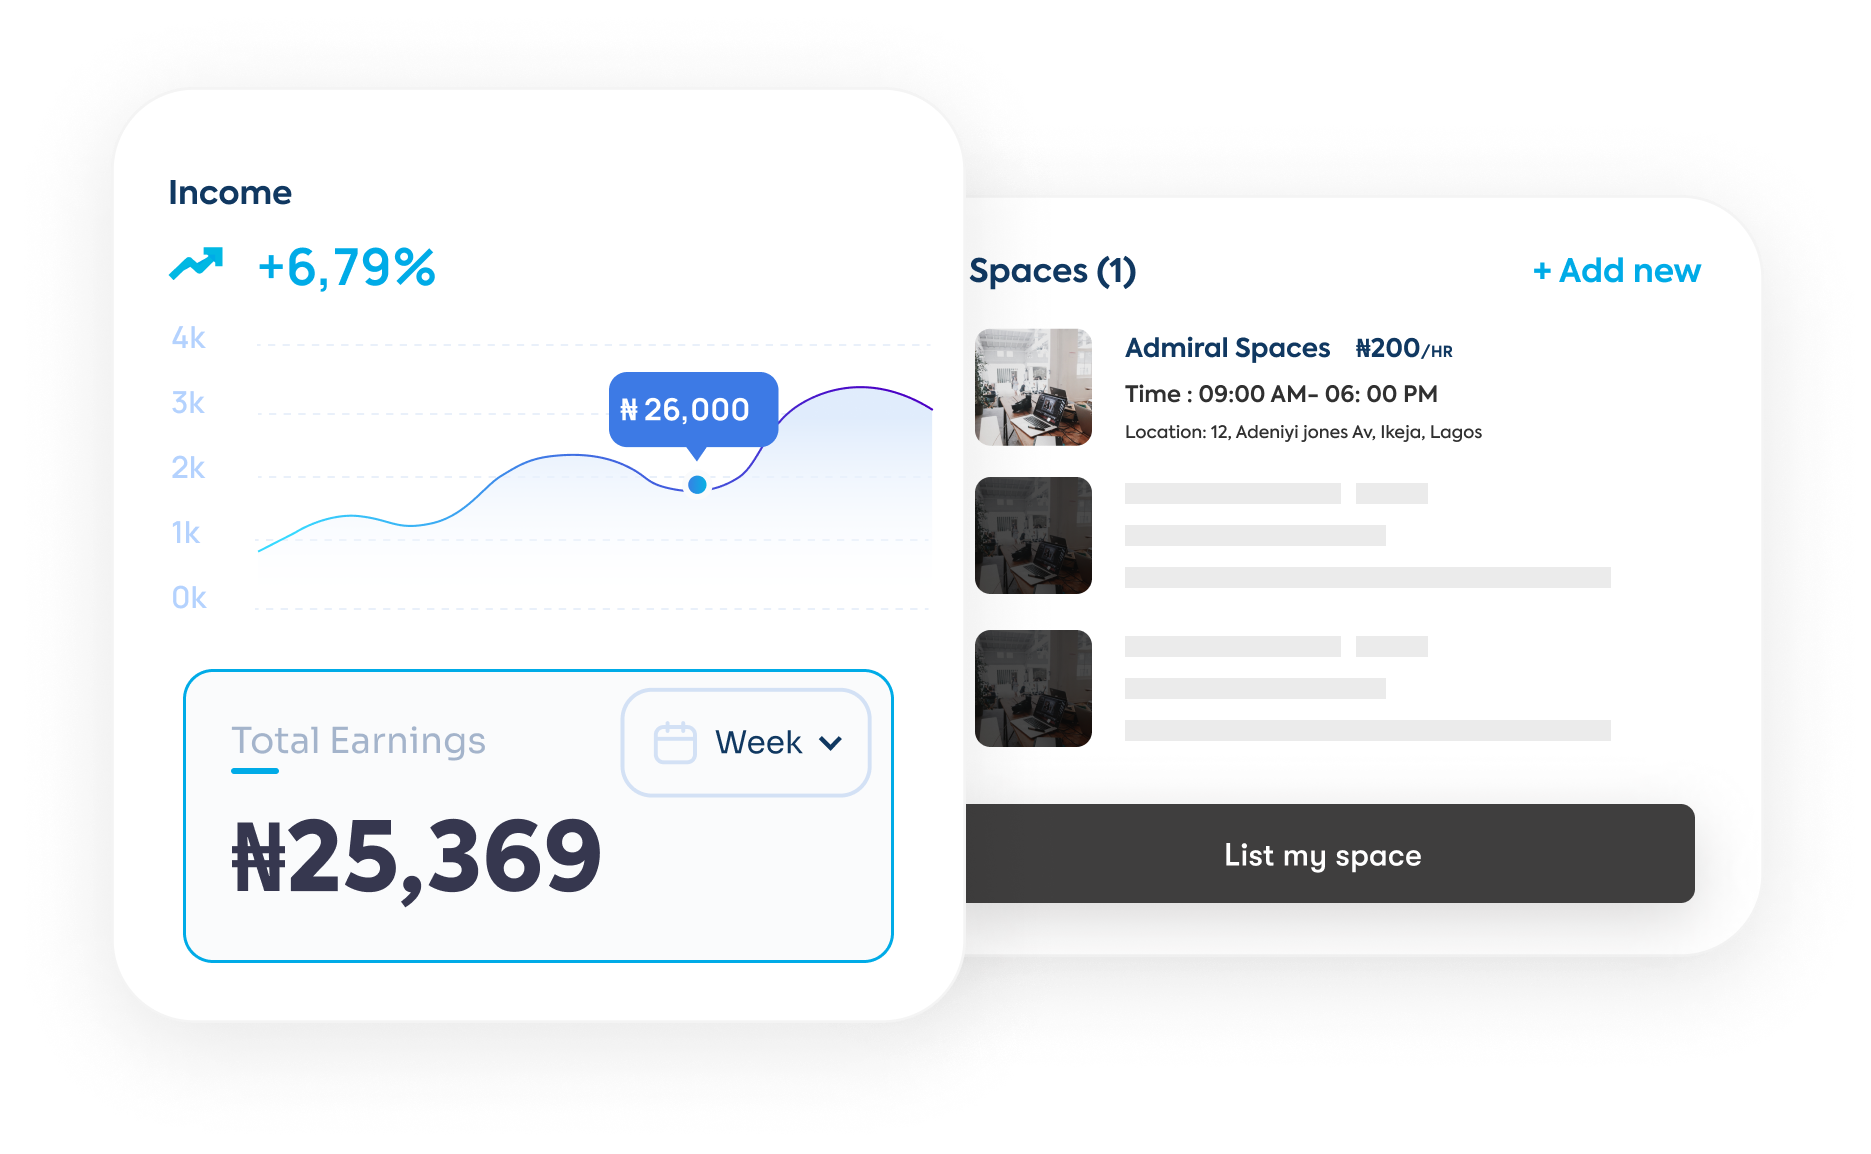 Income
+6,79%
4k
3k
2k
1k
0k
₦ 26,000
Total Earnings
Week
₦25,369
Spaces (1)
+ Add new
Admiral Spaces ₦200/HR
Time : 09:00 AM- 06: 00 PM
Location: 12, Adeniyi jones Av, Ikeja, Lagos
List my space